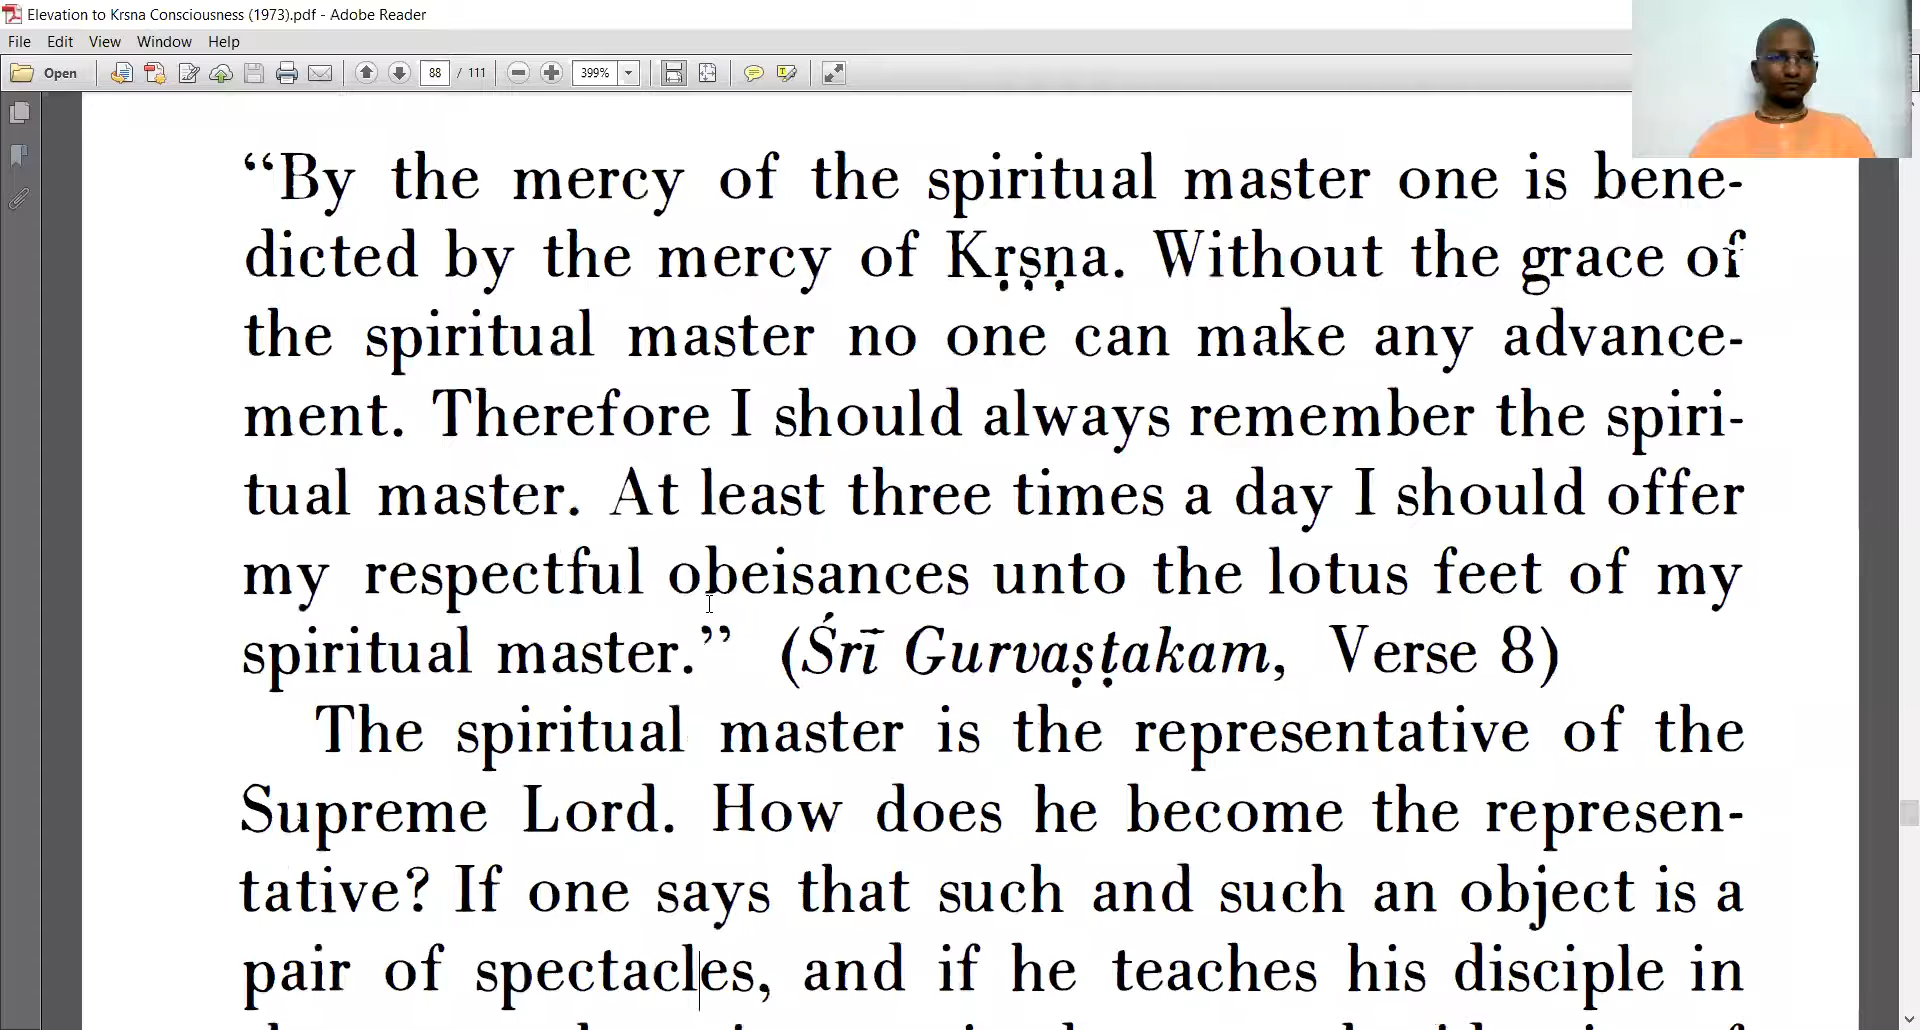 Elevation to Krsna Consciousness (1973).pdf - Adobe Reader
File Edit View Window Help
Open 88 / 111 399%
“By the mercy of the spiritual master one is bene-
dicted by the mercy of Kṛṣṇa. Without the grace of
the spiritual master no one can make any advance-
ment. Therefore I should always remember the spiri-
tual master. At least three times a day I should offer
my respectful obeisances unto the lotus feet of my
spiritual master.” (Śrī Gurvaṣṭakam, Verse 8)
The spiritual master is the representative of the
Supreme Lord. How does he become the represen-
tative? If one says that such and such an object is a
pair of spectacles, and if he teaches his disciple in